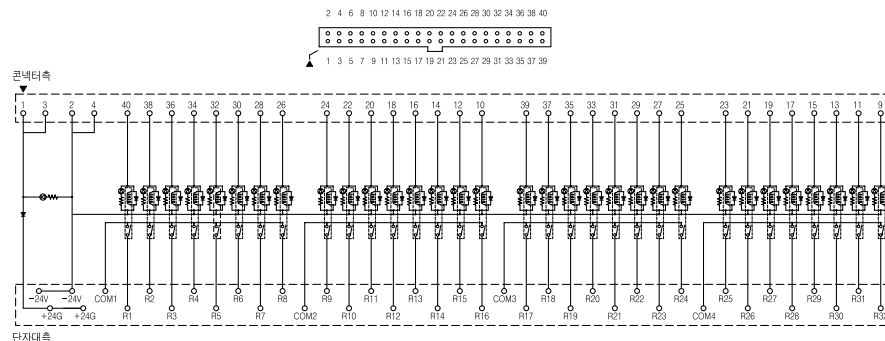 2 4 6 8 10 12 14 16 18 20 22 24 26 28 30 32 34 36 38 40
1 3 5 7 9 11 13 15 17 19 21 23 25 27 29 31 33 35 37 39
콘넥터측
1 3 2 4 40 38 36 34 32 30 28 26 24 22 20 18 16 14 12 10 39 37 35 33 31 29 27 25 23 21 19 17 15 13 11 9
-24V -24V COM1 R2 R4 R6 R8 R9 R11 R13 R15 COM3 R18 R20 R22 R24 R25 R27 R29 R31
+24G +24G R1 R3 R5 R7 COM2 R10 R12 R14 R16 R17 R19 R21 R23 COM4 R26 R28 R30 R32
단자대측